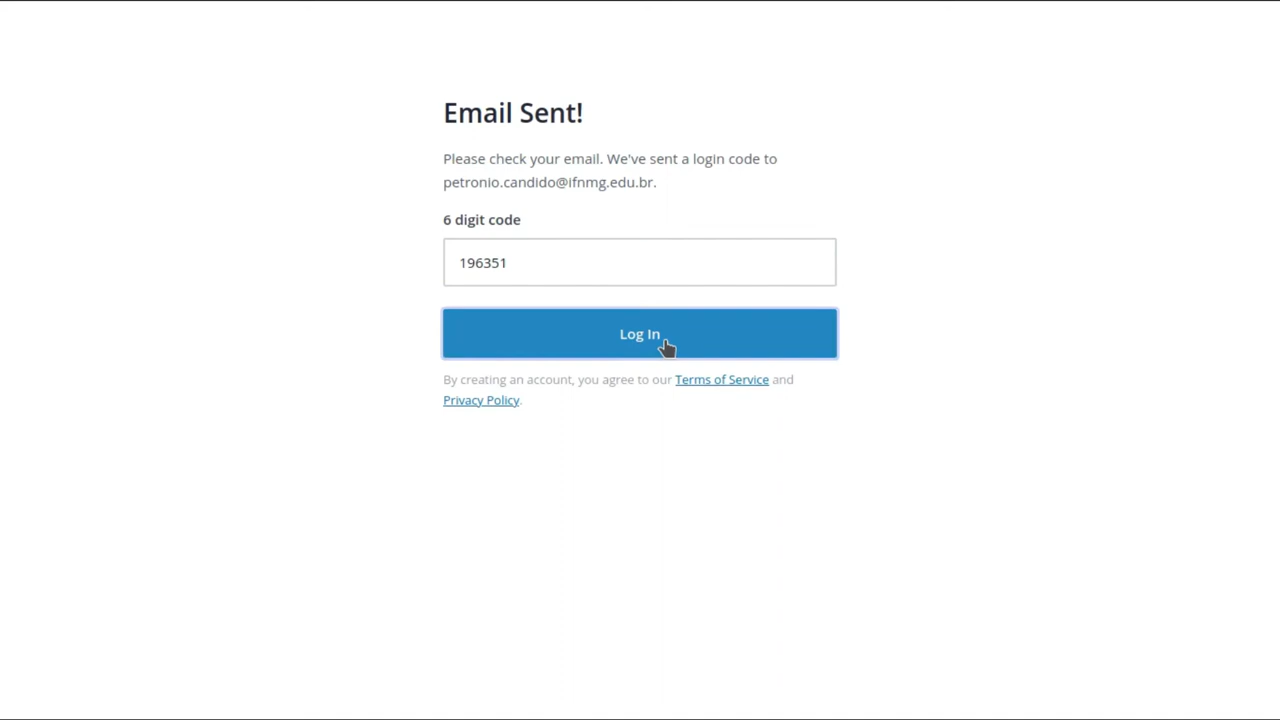 Email Sent!
Please check your email. We've sent a login code to
petronio.candido@ifnmg.edu.br.
6 digit code
196351
Log In
By creating an account, you agree to our Terms of Service and
Privacy Policy.